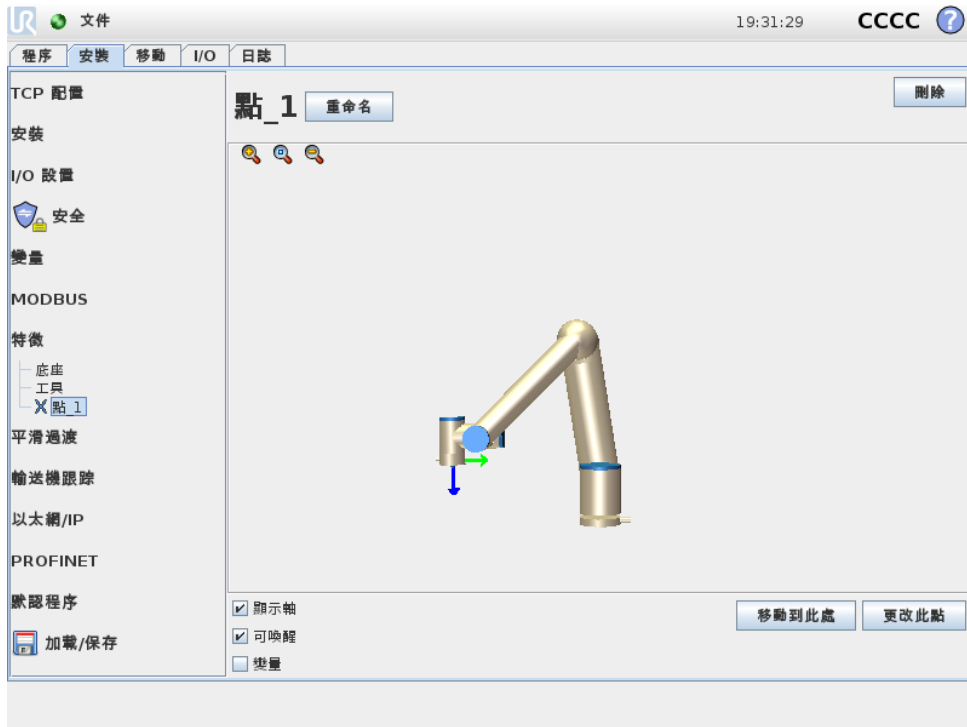 UR 文件 19:31:29 CCCC ?
程序 安裝 移動 I/O 日誌
TCP 配置
安裝
I/O 設置
安全
變量
MODBUS
特徵
底座
工具
點_1
平滑過渡
輸送機跟踪
以太網/IP
PROFINET
默認程序
加載/保存
點_1 重命名 刪除
顯示軸
可喚醒
變量
移動到此處 更改此點